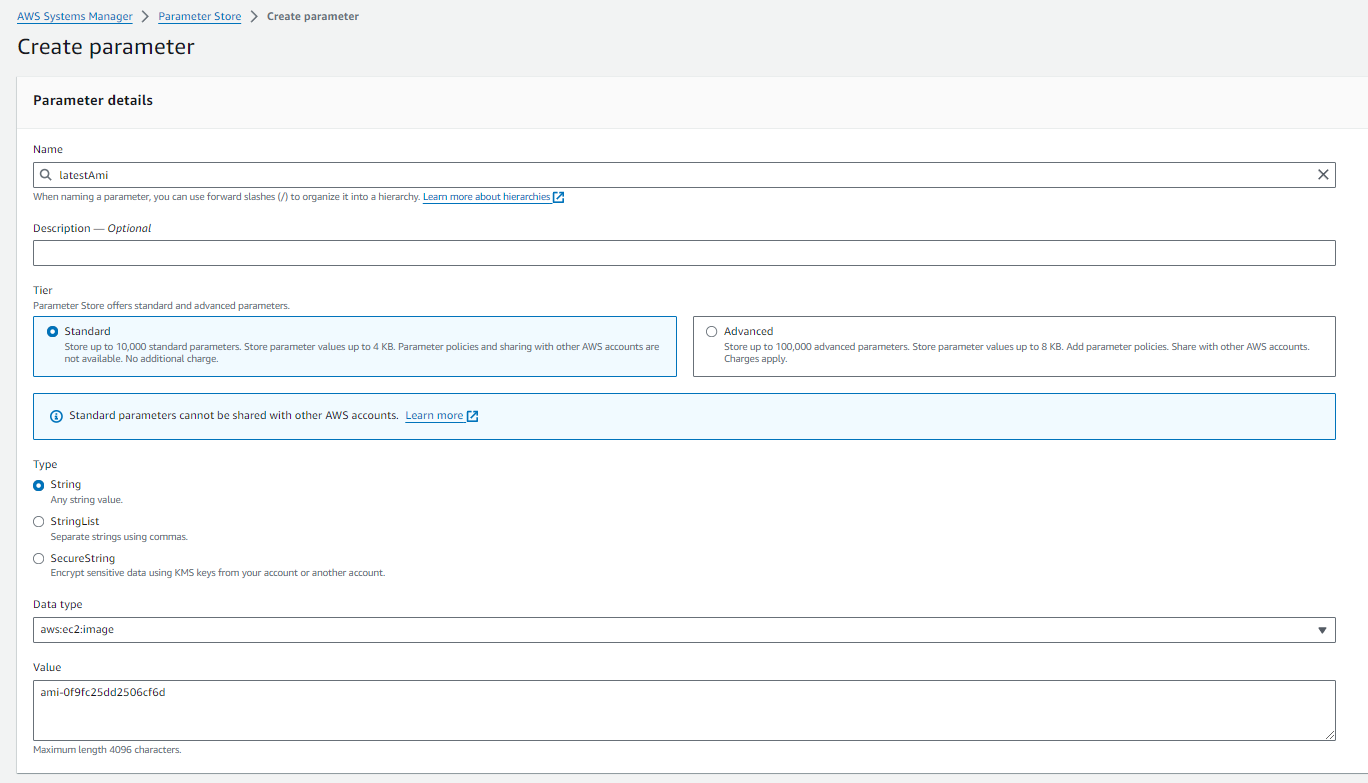 AWS Systems Manager > Parameter Store > Create parameter
Create parameter
Parameter details
Name
latestAmi
When naming a parameter, you can use forward slashes (/) to organize it into a hierarchy. Learn more about hierarchies
Description — Optional
Tier
Parameter Store offers standard and advanced parameters.
Standard
Store up to 10,000 standard parameters. Store parameter values up to 4 KB. Parameter policies and sharing with other AWS accounts are
not available. No additional charge.
Advanced
Store up to 100,000 advanced parameters. Store parameter values up to 8 KB. Add parameter policies. Share with other AWS accounts.
Charges apply.
Standard parameters cannot be shared with other AWS accounts. Learn more
Type
String
Any string value.
StringList
Separate strings using commas.
SecureString
Encrypt sensitive data using KMS keys from your account or another account.
Data type
aws:ec2:image
Value
ami-0f9fc25dd2506cf6d
Maximum length 4096 characters.